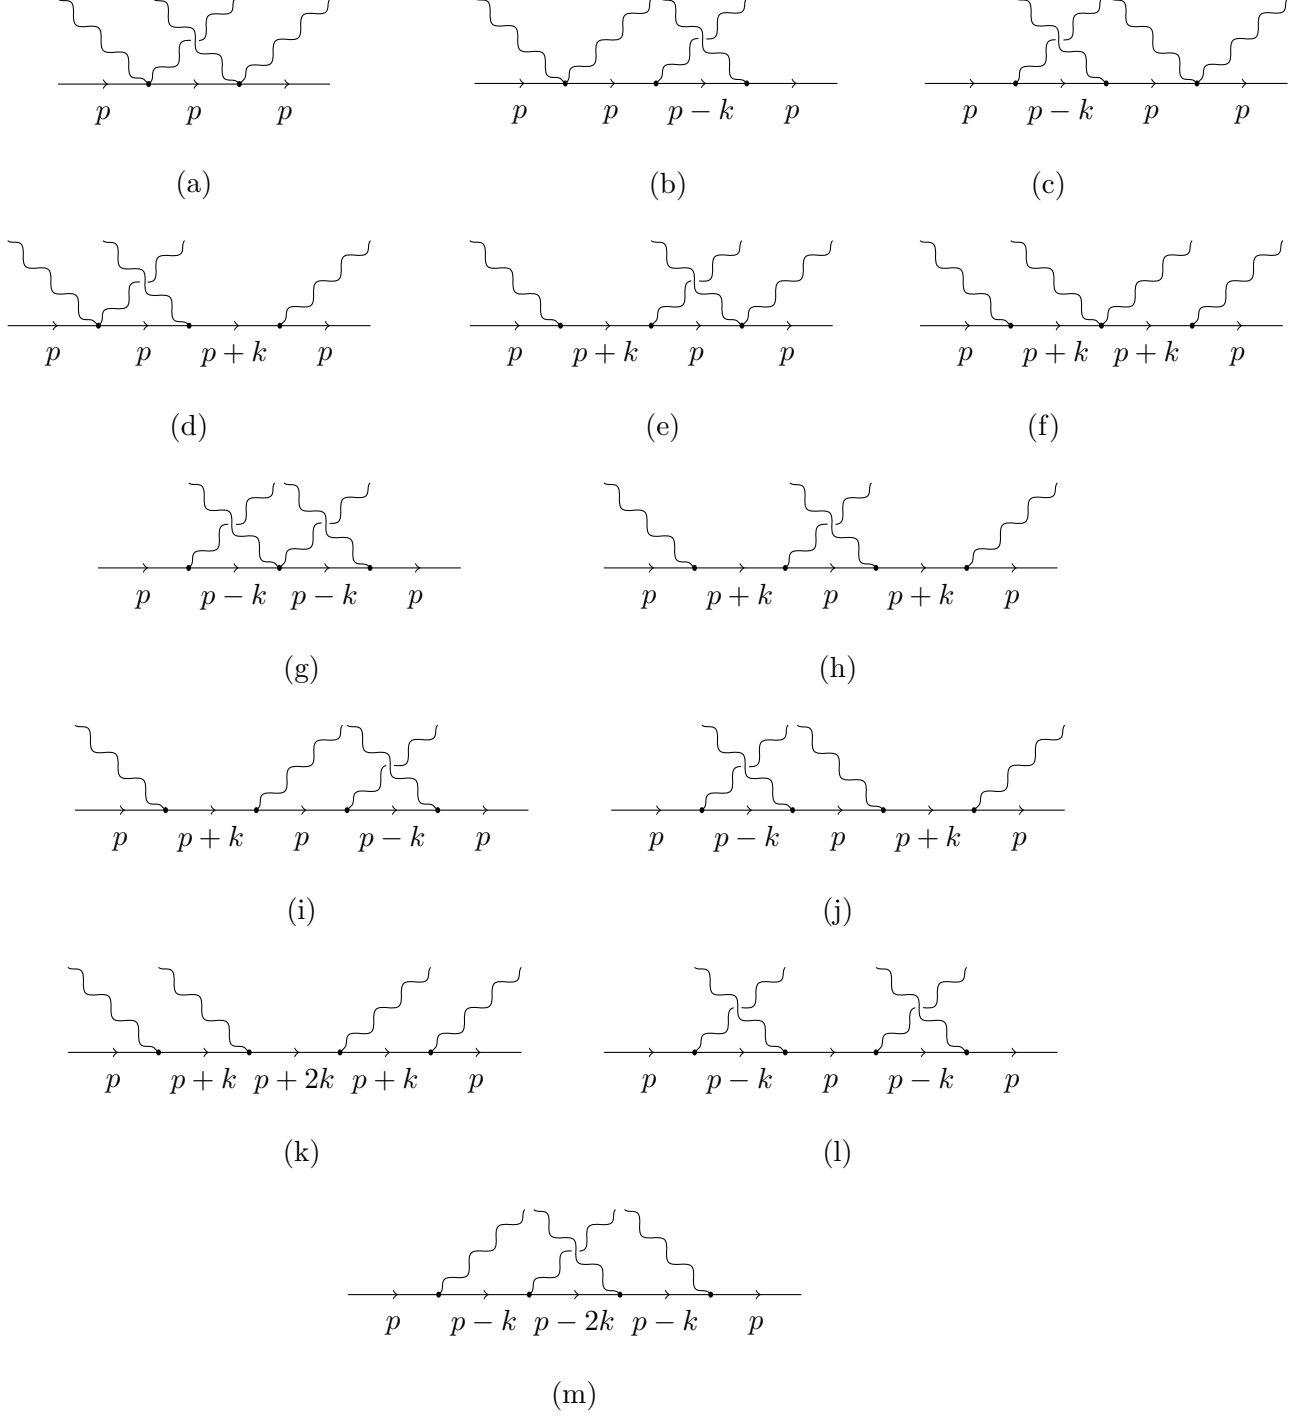 p p p p p p − k p p p − k p p
(a) (b) (c)
p p p + k p p p + k p p p p + k p + k p
(d) (e) (f)
p p − k p − k p p p + k p p + k p
(g) (h)
p p + k p p − k p p p − k p p + k p
(i) (j)
p p + k p + 2k p + k p p p − k p p − k p
(k) (l)
p p − k p − 2k p − k p
(m)